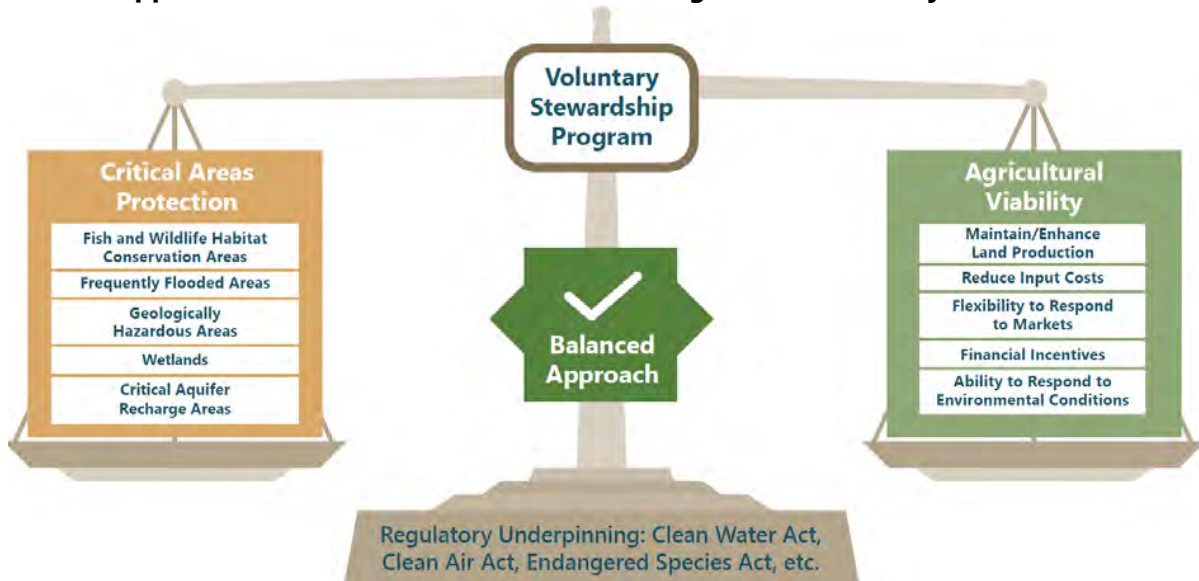 Voluntary
Stewardship
Program
Critical Areas
Protection
Fish and Wildlife Habitat
Conservation Areas
Frequently Flooded Areas
Geologically
Hazardous Areas
Wetlands
Critical Aquifer
Recharge Areas
Balanced
Approach
Agricultural
Viability
Maintain/Enhance
Land Production
Reduce Input Costs
Flexibility to Respond
to Markets
Financial Incentives
Ability to Respond to
Environmental Conditions
Regulatory Underpinning: Clean Water Act,
Clean Air Act, Endangered Species Act, etc.